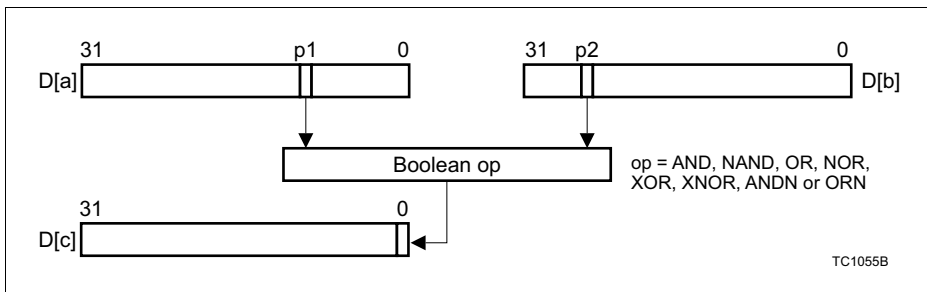 31 p1 0
31 p2 0
D[a]
D[b]
Boolean op
op = AND, NAND, OR, NOR,
XOR, XNOR, ANDN or ORN
31 0
D[c]
TC1055B